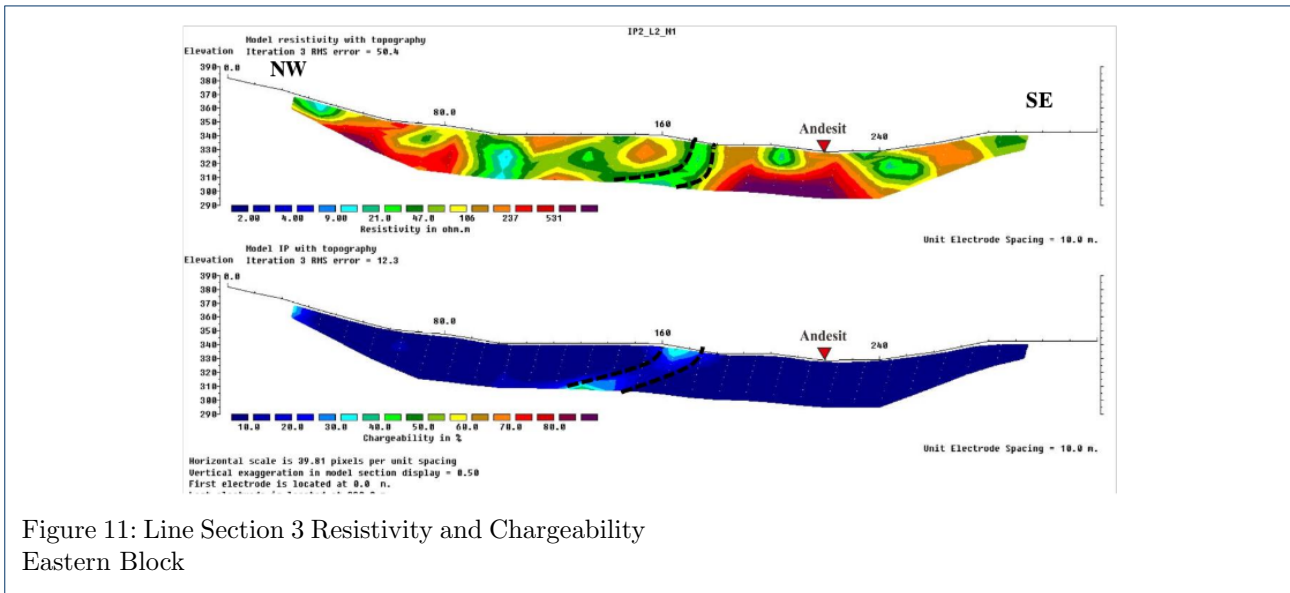 IP2_L2_N1
Model resistivity with topography
Elevation Iteration 3 RMS error = 50.4
390 0.0
NW
380
370
360
350
340
330
320
310
300
290
80.0
160
Andesit
240
SE
2.00 4.00 9.00 21.0 47.0 106 237 531
Resistivity in ohm.m
Unit Electrode Spacing = 10.0 m.
Model IP with topography
Elevation Iteration 3 RMS error = 12.3
390 0.0
380
370
360
350
340
330
320
310
300
290
80.0
160
Andesit
240
10.0 20.0 30.0 40.0 50.0 60.0 70.0 80.0
Chargeability in %
Unit Electrode Spacing = 10.0 m.
Horizontal scale is 39.81 pixels per unit spacing
Vertical exaggeration in model section display = 0.50
First electrode is located at 0.0 m.
Figure 11: Line Section 3 Resistivity and Chargeability
Eastern Block